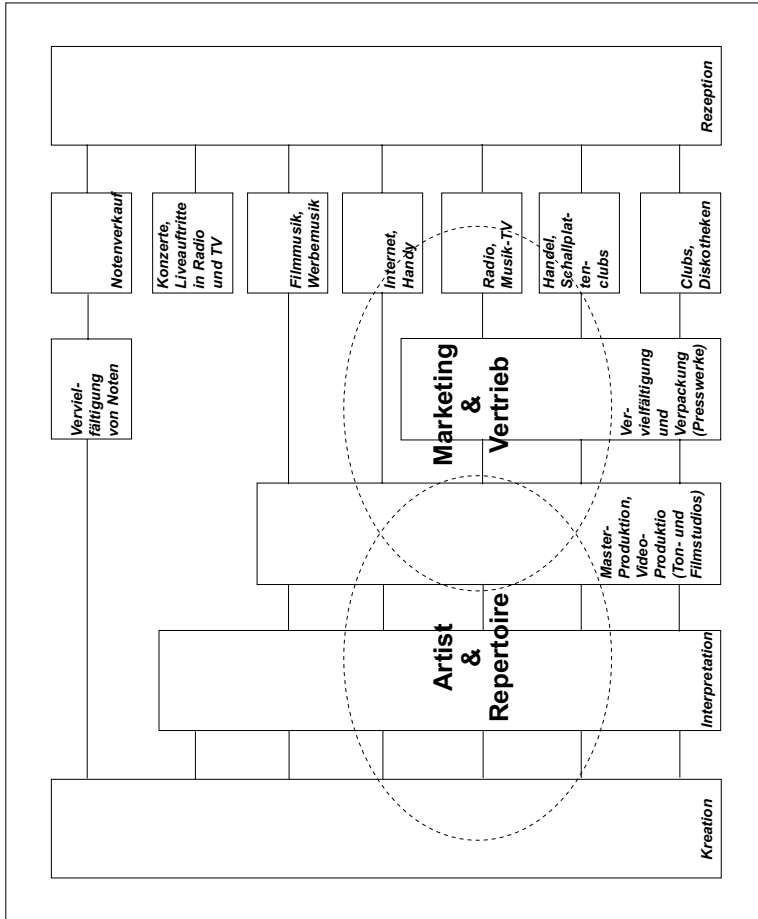 Kreation
Interpretation
Master-
Produktion,
Video-
Produktio
(Ton- und
Filmstudios)
Verviel-
fältigung
von Noten
Ver-
vielfältigung
und
Verpackung
(Presswerke)
Notenverkauf
Konzerte,
Liveauftritte
in Radio
und TV
Filmmusik,
Werbemusik
Internet,
Handy
Radio,
Musik-TV
Handel,
Schallplat-
ten-
clubs
Clubs,
Diskotheken
Rezeption
Artist
&
Repertoire
Marketing
&
Vertrieb